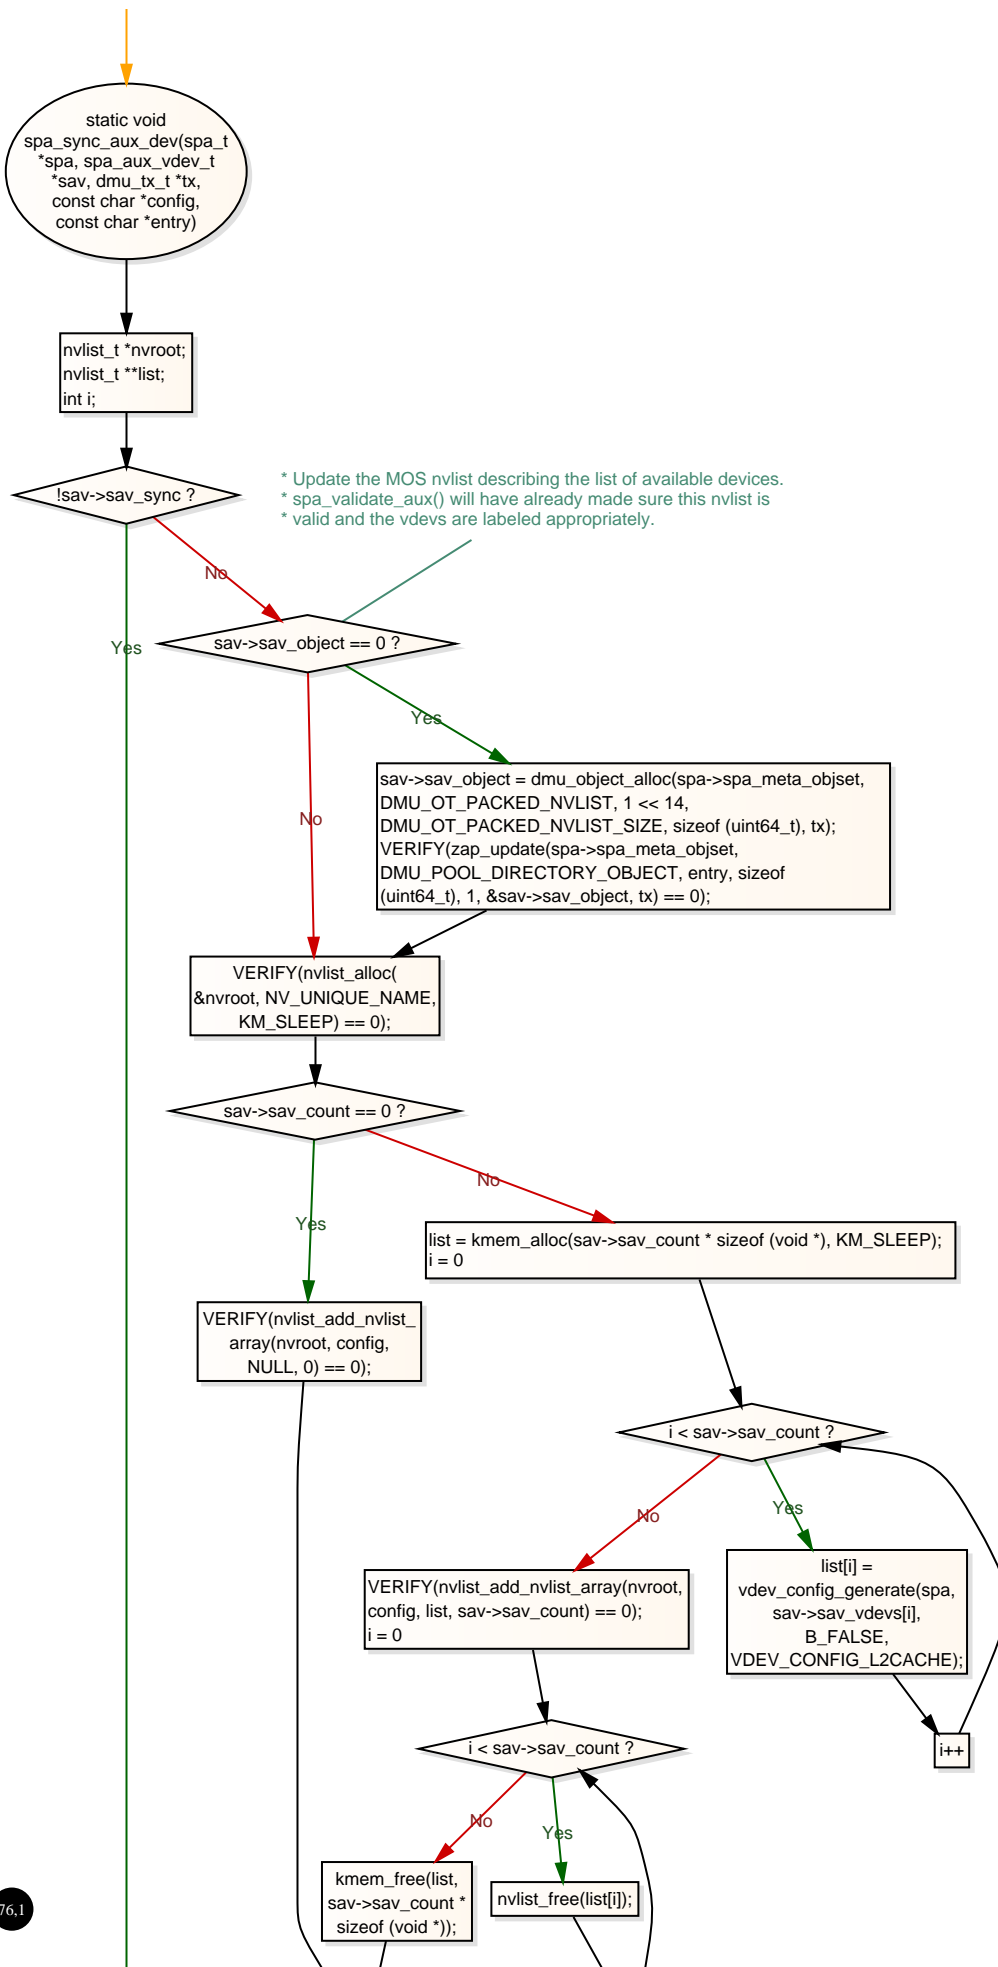 static void
spa_sync_aux_dev(spa_t
*spa, spa_aux_vdev_t
*sav, dmu_tx_t *tx,
const char *config,
const char *entry)
nvlist_t *nvroot;
nvlist_t **list;
int i;
!sav->sav_sync ?
* Update the MOS nvlist describing the list of available devices.
* spa_validate_aux() will have already made sure this nvlist is
* valid and the vdevs are labeled appropriately.
No
Yes
sav->sav_object == 0 ?
Yes
No
sav->sav_object = dmu_object_alloc(spa->spa_meta_objset,
DMU_OT_PACKED_NVLIST, 1 << 14,
DMU_OT_PACKED_NVLIST_SIZE, sizeof (uint64_t), tx);
VERIFY(zap_update(spa->spa_meta_objset,
DMU_POOL_DIRECTORY_OBJECT, entry, sizeof
(uint64_t), 1, &sav->sav_object, tx) == 0);
VERIFY(nvlist_alloc(
&nvroot, NV_UNIQUE_NAME,
KM_SLEEP) == 0);
sav->sav_count == 0 ?
No
Yes
list = kmem_alloc(sav->sav_count * sizeof (void *), KM_SLEEP);
i = 0
VERIFY(nvlist_add_nvlist_
array(nvroot, config,
NULL, 0) == 0);
i < sav->sav_count ?
Yes
No
list[i] =
vdev_config_generate(spa,
sav->sav_vdevs[i],
B_FALSE,
VDEV_CONFIG_L2CACHE);
VERIFY(nvlist_add_nvlist_array(nvroot,
config, list, sav->sav_count) == 0);
i = 0
i++
i < sav->sav_count ?
No
Yes
kmem_free(list,
sav->sav_count *
sizeof (void *));
nvlist_free(list[i]);
76,1